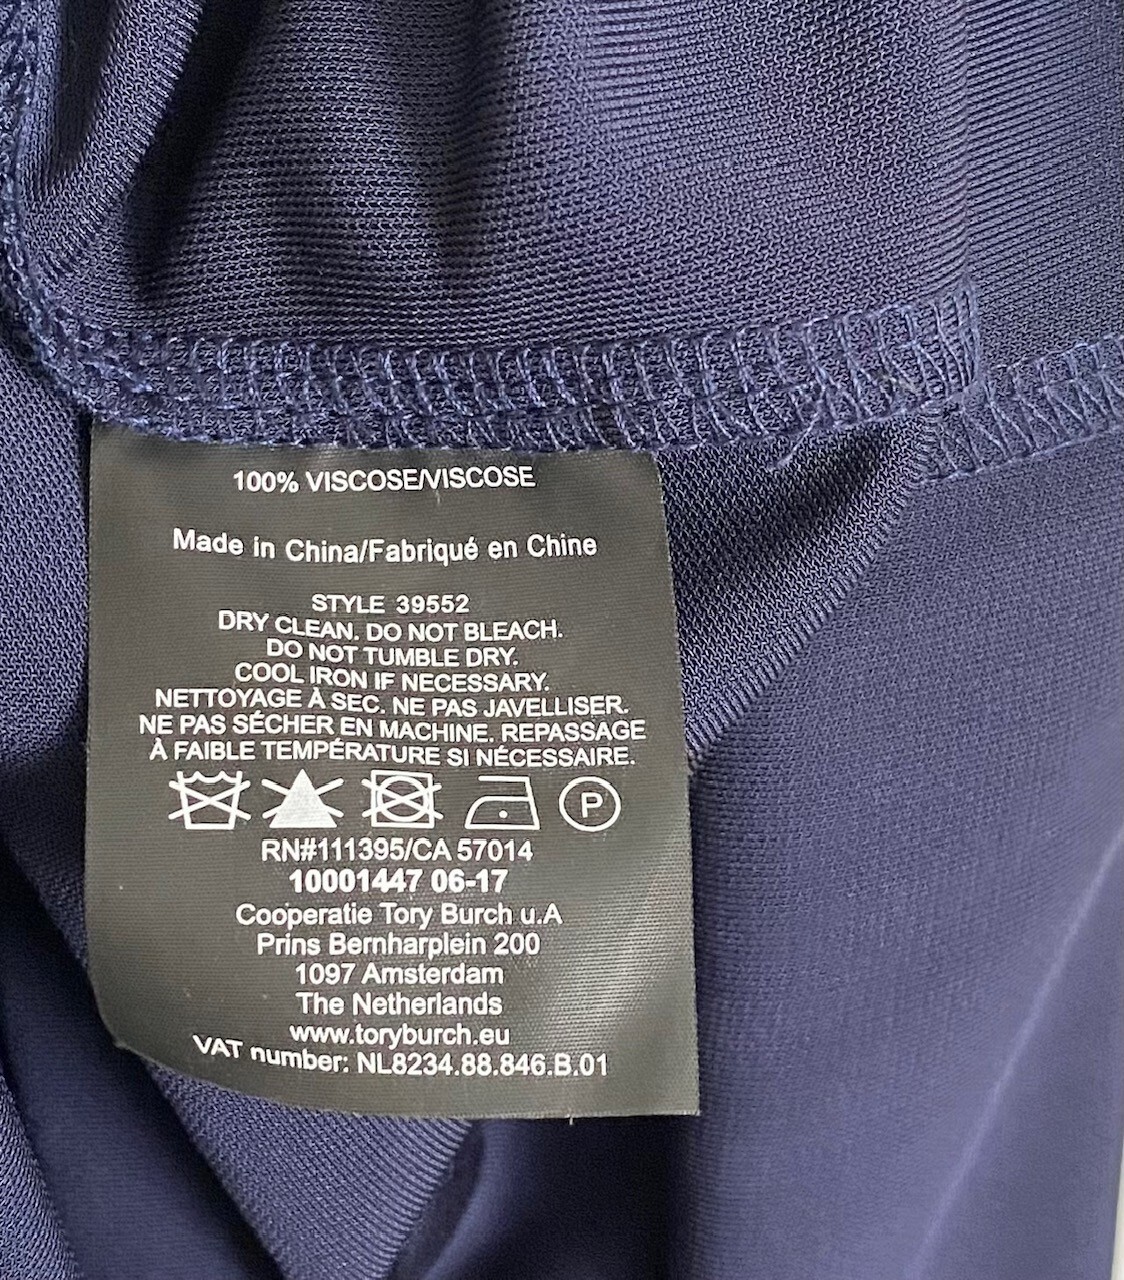 100% VISCOSE/VISCOSE
Made in China/Fabriqué en Chine
STYLE 39552
DRY CLEAN. DO NOT BLEACH.
DO NOT TUMBLE DRY.
COOL IRON IF NECESSARY.
NETTOYAGE À SEC. NE PAS JAVELLISER.
NE PAS SÉCHER EN MACHINE. REPASSAGE
À FAIBLE TEMPÉRATURE SI NÉCESSAIRE.
P
RN#111395/CA 57014
10001447 06-17
Cooperatie Tory Burch u.A
Prins Bernharplein 200
1097 Amsterdam
The Netherlands
www.toryburch.eu
VAT number: NL8234.88.846.B.01